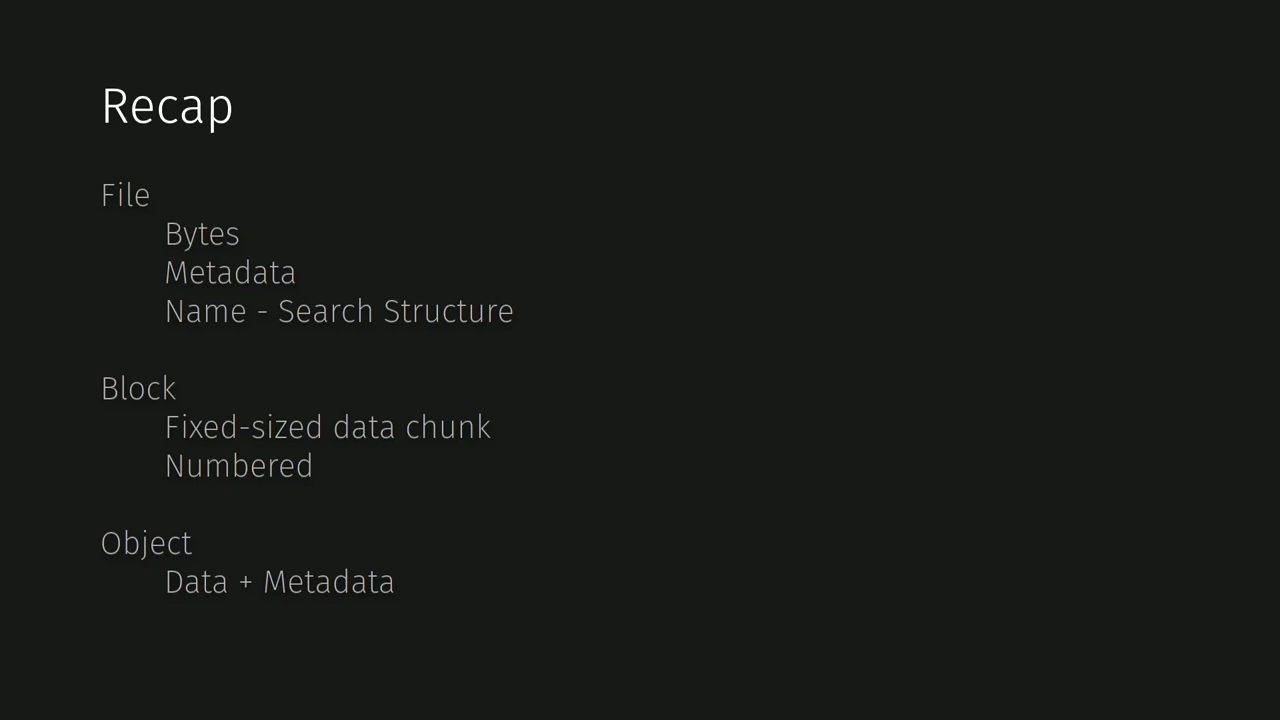 Recap
File
Bytes
Metadata
Name - Search Structure
Block
Fixed-sized data chunk
Numbered
Object
Data + Metadata